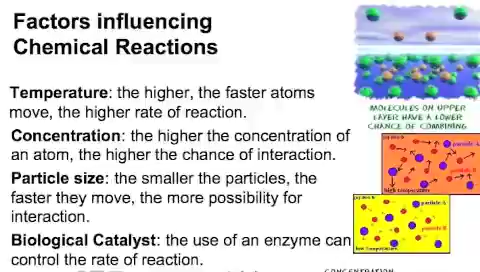 Factors influencing
Chemical Reactions
Temperature: the higher, the faster atoms
move, the higher rate of reaction.
Concentration: the higher the concentration of
an atom, the higher the chance of interaction.
Particle size: the smaller the particles, the
faster they move, the more possibility for
interaction.
Biological Catalyst: the use of an enzyme can
control the rate of reaction.
MOLECULES ON UPPER
LAYER HAVE A LOWER
CHANCE OF COMBINING
particle A
particle B
high temperature
particle A
particle B
low temperature
CONCENTRATION